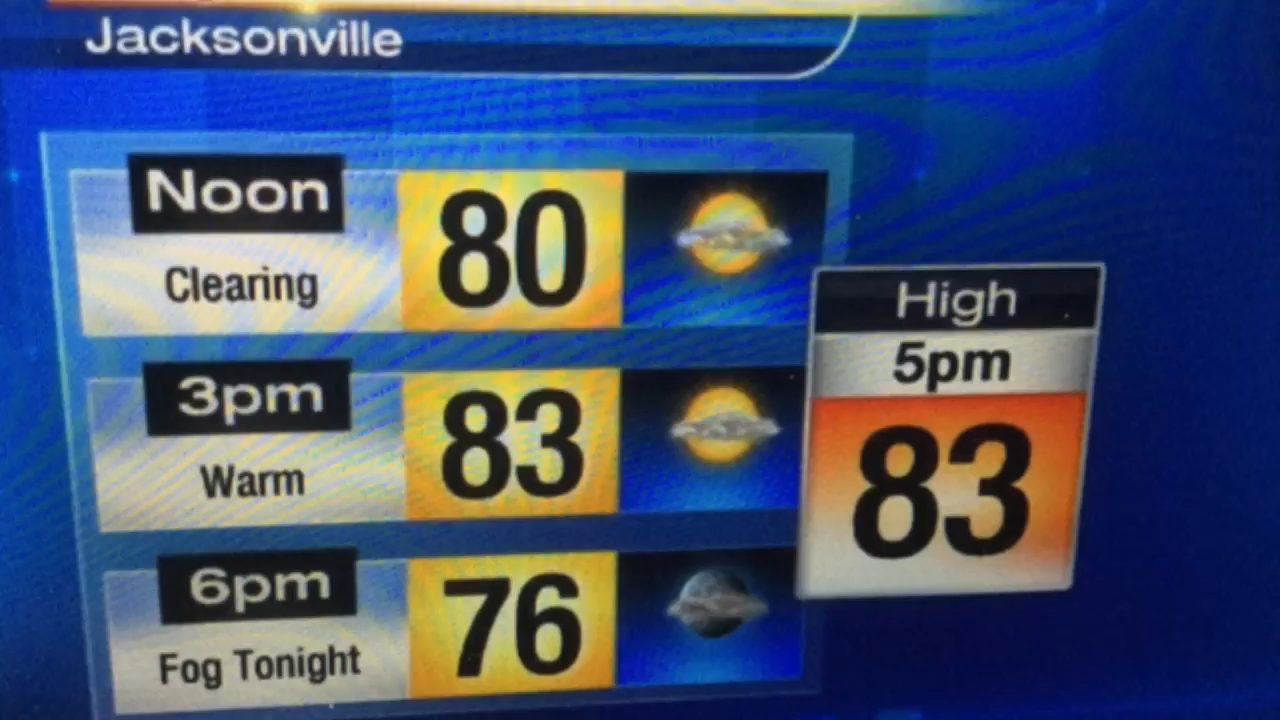 Jacksonville
Noon
Clearing
80
3pm
Warm
83
6pm
Fog Tonight
76
High
5pm
83